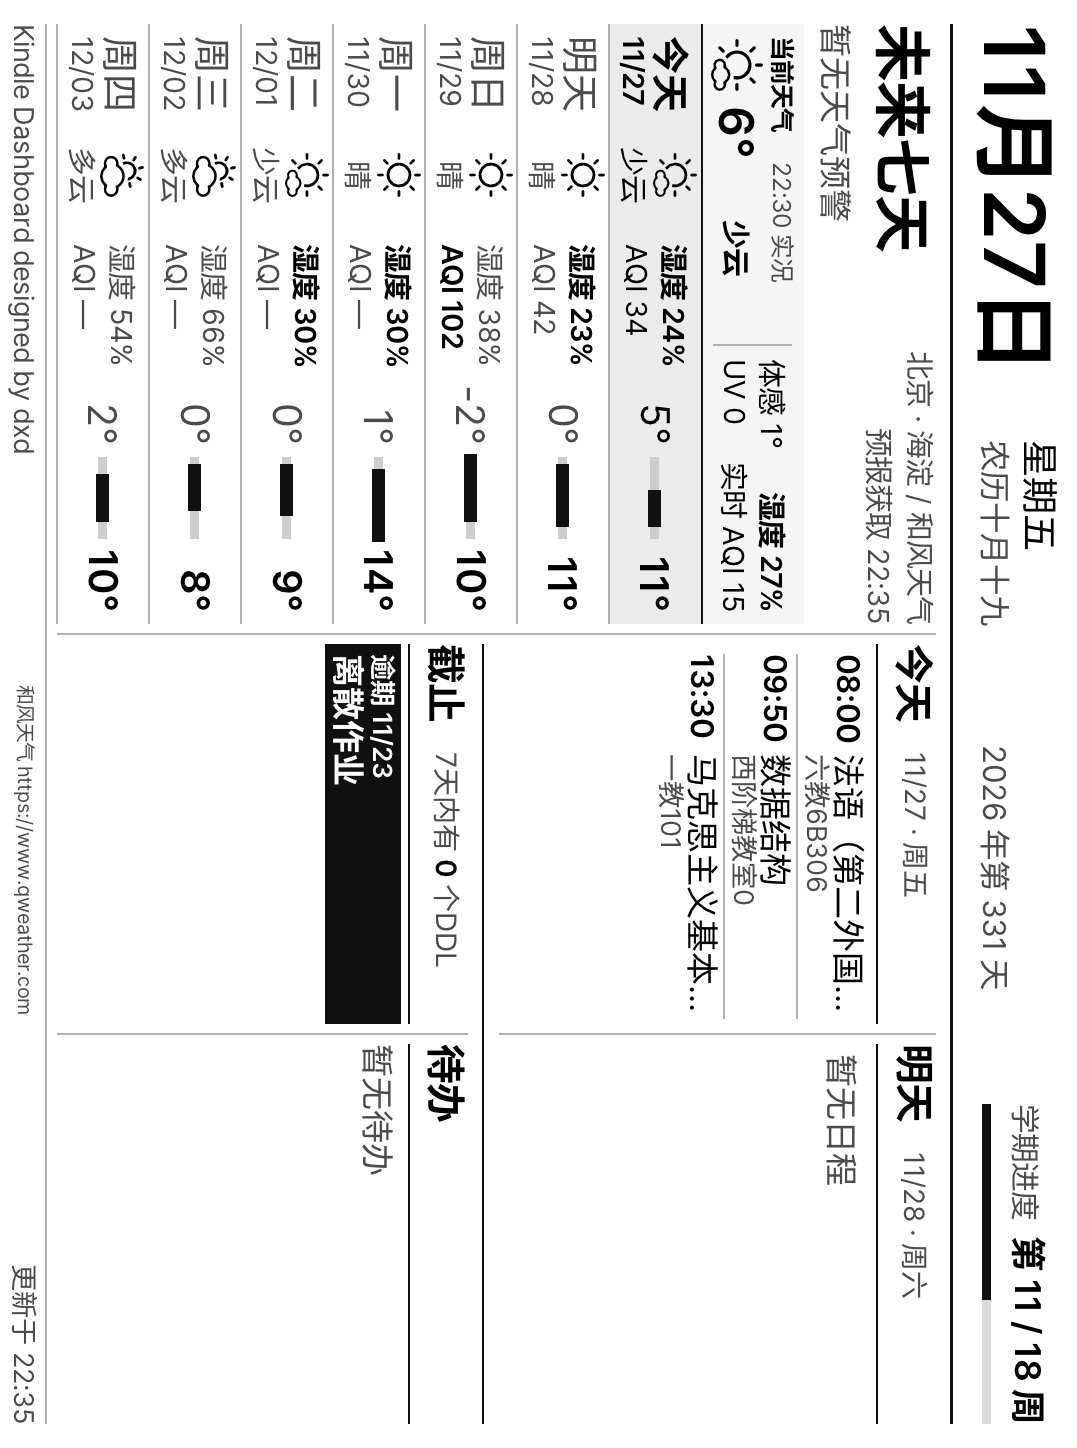 11月27日
星期五
农历十月十九
2026 年第 331 天
学期进度 第 11 / 18 周
未来七天
北京 · 海淀 / 和风天气
预报获取 22:35
暂无天气预警
当前天气 22:30 实况
6° 少云
体感 1° 湿度 27%
UV 0 实时 AQI 15
今天 11/27 少云 湿度 24% AQI 34 5° 11°
明天 11/28 晴 湿度 23% AQI 42 0° 11°
周日 11/29 晴 湿度 38% AQI 102 -2° 10°
周一 11/30 晴 湿度 30% AQI — 1° 14°
周二 12/01 少云 湿度 30% AQI — 0° 9°
周三 12/02 多云 湿度 66% AQI — 0° 8°
周四 12/03 多云 湿度 54% AQI — 2° 10°
今天 11/27 · 周五
08:00 法语（第二外国…
六教6B306
09:50 数据结构
西阶梯教室0
13:30 马克思主义基本…
一教101
明天 11/28 · 周六
暂无日程
截止 7天内有 0 个DDL
逾期 11/23
离散作业
待办
暂无待办
Kindle Dashboard designed by dxd
和风天气 https://www.qweather.com
更新于 22:35